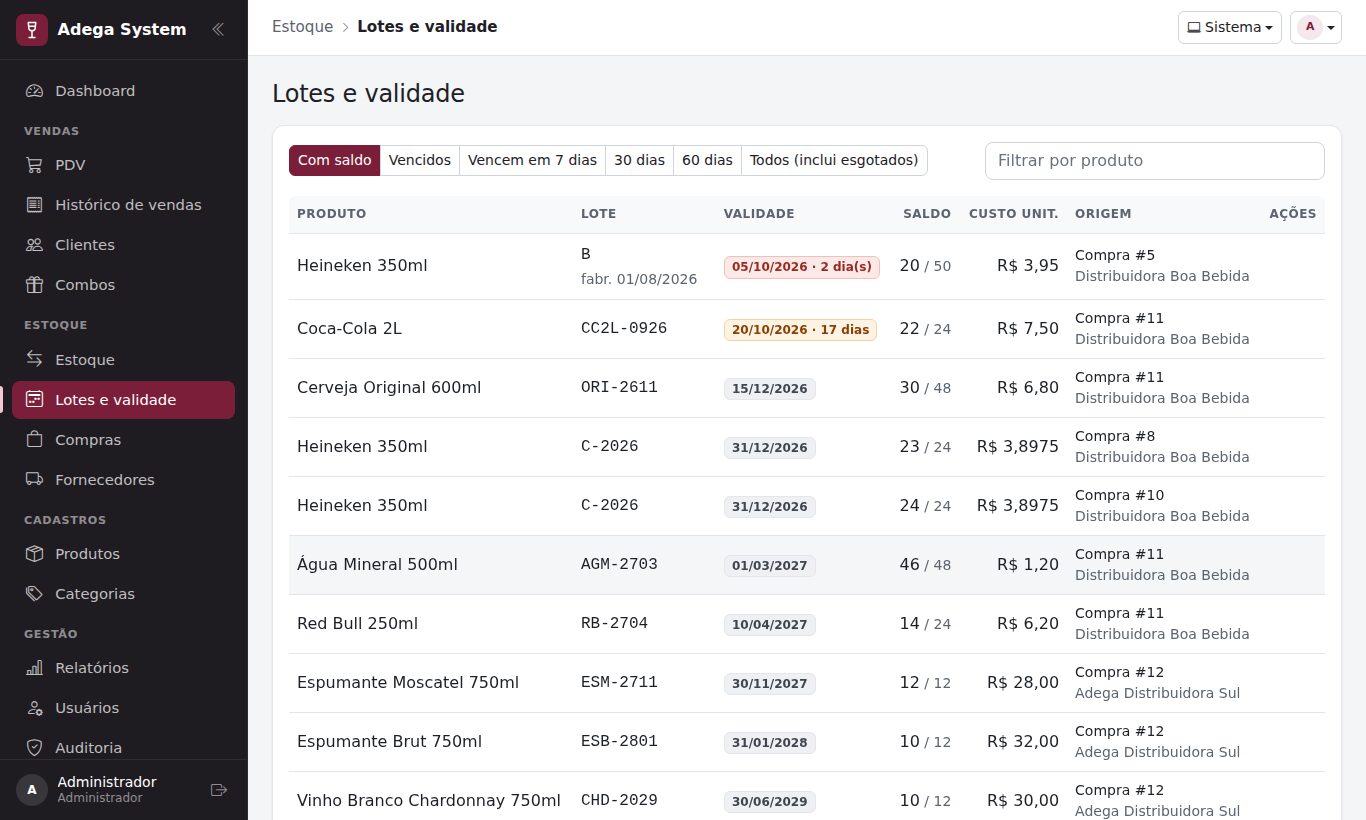 Adega System
Dashboard
VENDAS
PDV
Histórico de vendas
Clientes
Combos
ESTOQUE
Estoque
Lotes e validade
Compras
Fornecedores
CADASTROS
Produtos
Categorias
GESTÃO
Relatórios
Usuários
Auditoria
A
Administrador
Administrador
Estoque > Lotes e validade
Sistema
A
Lotes e validade
Com saldo Vencidos Vencem em 7 dias 30 dias 60 dias Todos (inclui esgotados)
Filtrar por produto
PRODUTO LOTE VALIDADE SALDO CUSTO UNIT. ORIGEM AÇÕES
Heineken 350ml B fabr. 01/08/2026 05/10/2026 · 2 dia(s) 20 / 50 R$ 3,95 Compra #5 Distribuidora Boa Bebida
Coca-Cola 2L CC2L-0926 20/10/2026 · 17 dias 22 / 24 R$ 7,50 Compra #11 Distribuidora Boa Bebida
Cerveja Original 600ml ORI-2611 15/12/2026 30 / 48 R$ 6,80 Compra #11 Distribuidora Boa Bebida
Heineken 350ml C-2026 31/12/2026 23 / 24 R$ 3,8975 Compra #8 Distribuidora Boa Bebida
Heineken 350ml C-2026 31/12/2026 24 / 24 R$ 3,8975 Compra #10 Distribuidora Boa Bebida
Água Mineral 500ml AGM-2703 01/03/2027 46 / 48 R$ 1,20 Compra #11 Distribuidora Boa Bebida
Red Bull 250ml RB-2704 10/04/2027 14 / 24 R$ 6,20 Compra #11 Distribuidora Boa Bebida
Espumante Moscatel 750ml ESM-2711 30/11/2027 12 / 12 R$ 28,00 Compra #12 Adega Distribuidora Sul
Espumante Brut 750ml ESB-2801 31/01/2028 10 / 12 R$ 32,00 Compra #12 Adega Distribuidora Sul
Vinho Branco Chardonnay 750ml CHD-2029 30/06/2029 10 / 12 R$ 30,00 Compra #12 Adega Distribuidora Sul